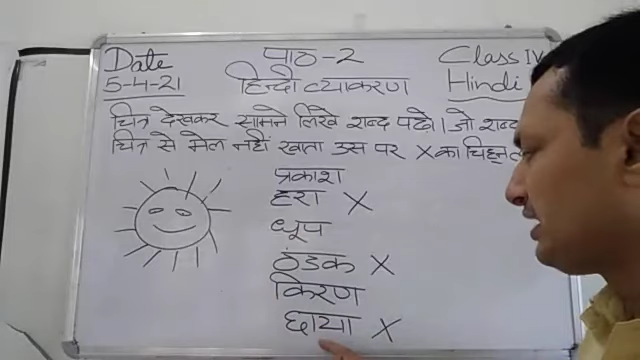 Date
5-4-21
पाठ-2
हिन्दी व्याकरण
Class IV
Hindi
चित्र देखकर सामने लिखे शब्द पढ़ो। जो शब्द
चित्र से मेल नहीं खाता उस पर X का चिह्न
प्रकाश
हरा X
धूप
ठंडक X
किरण
छाया X